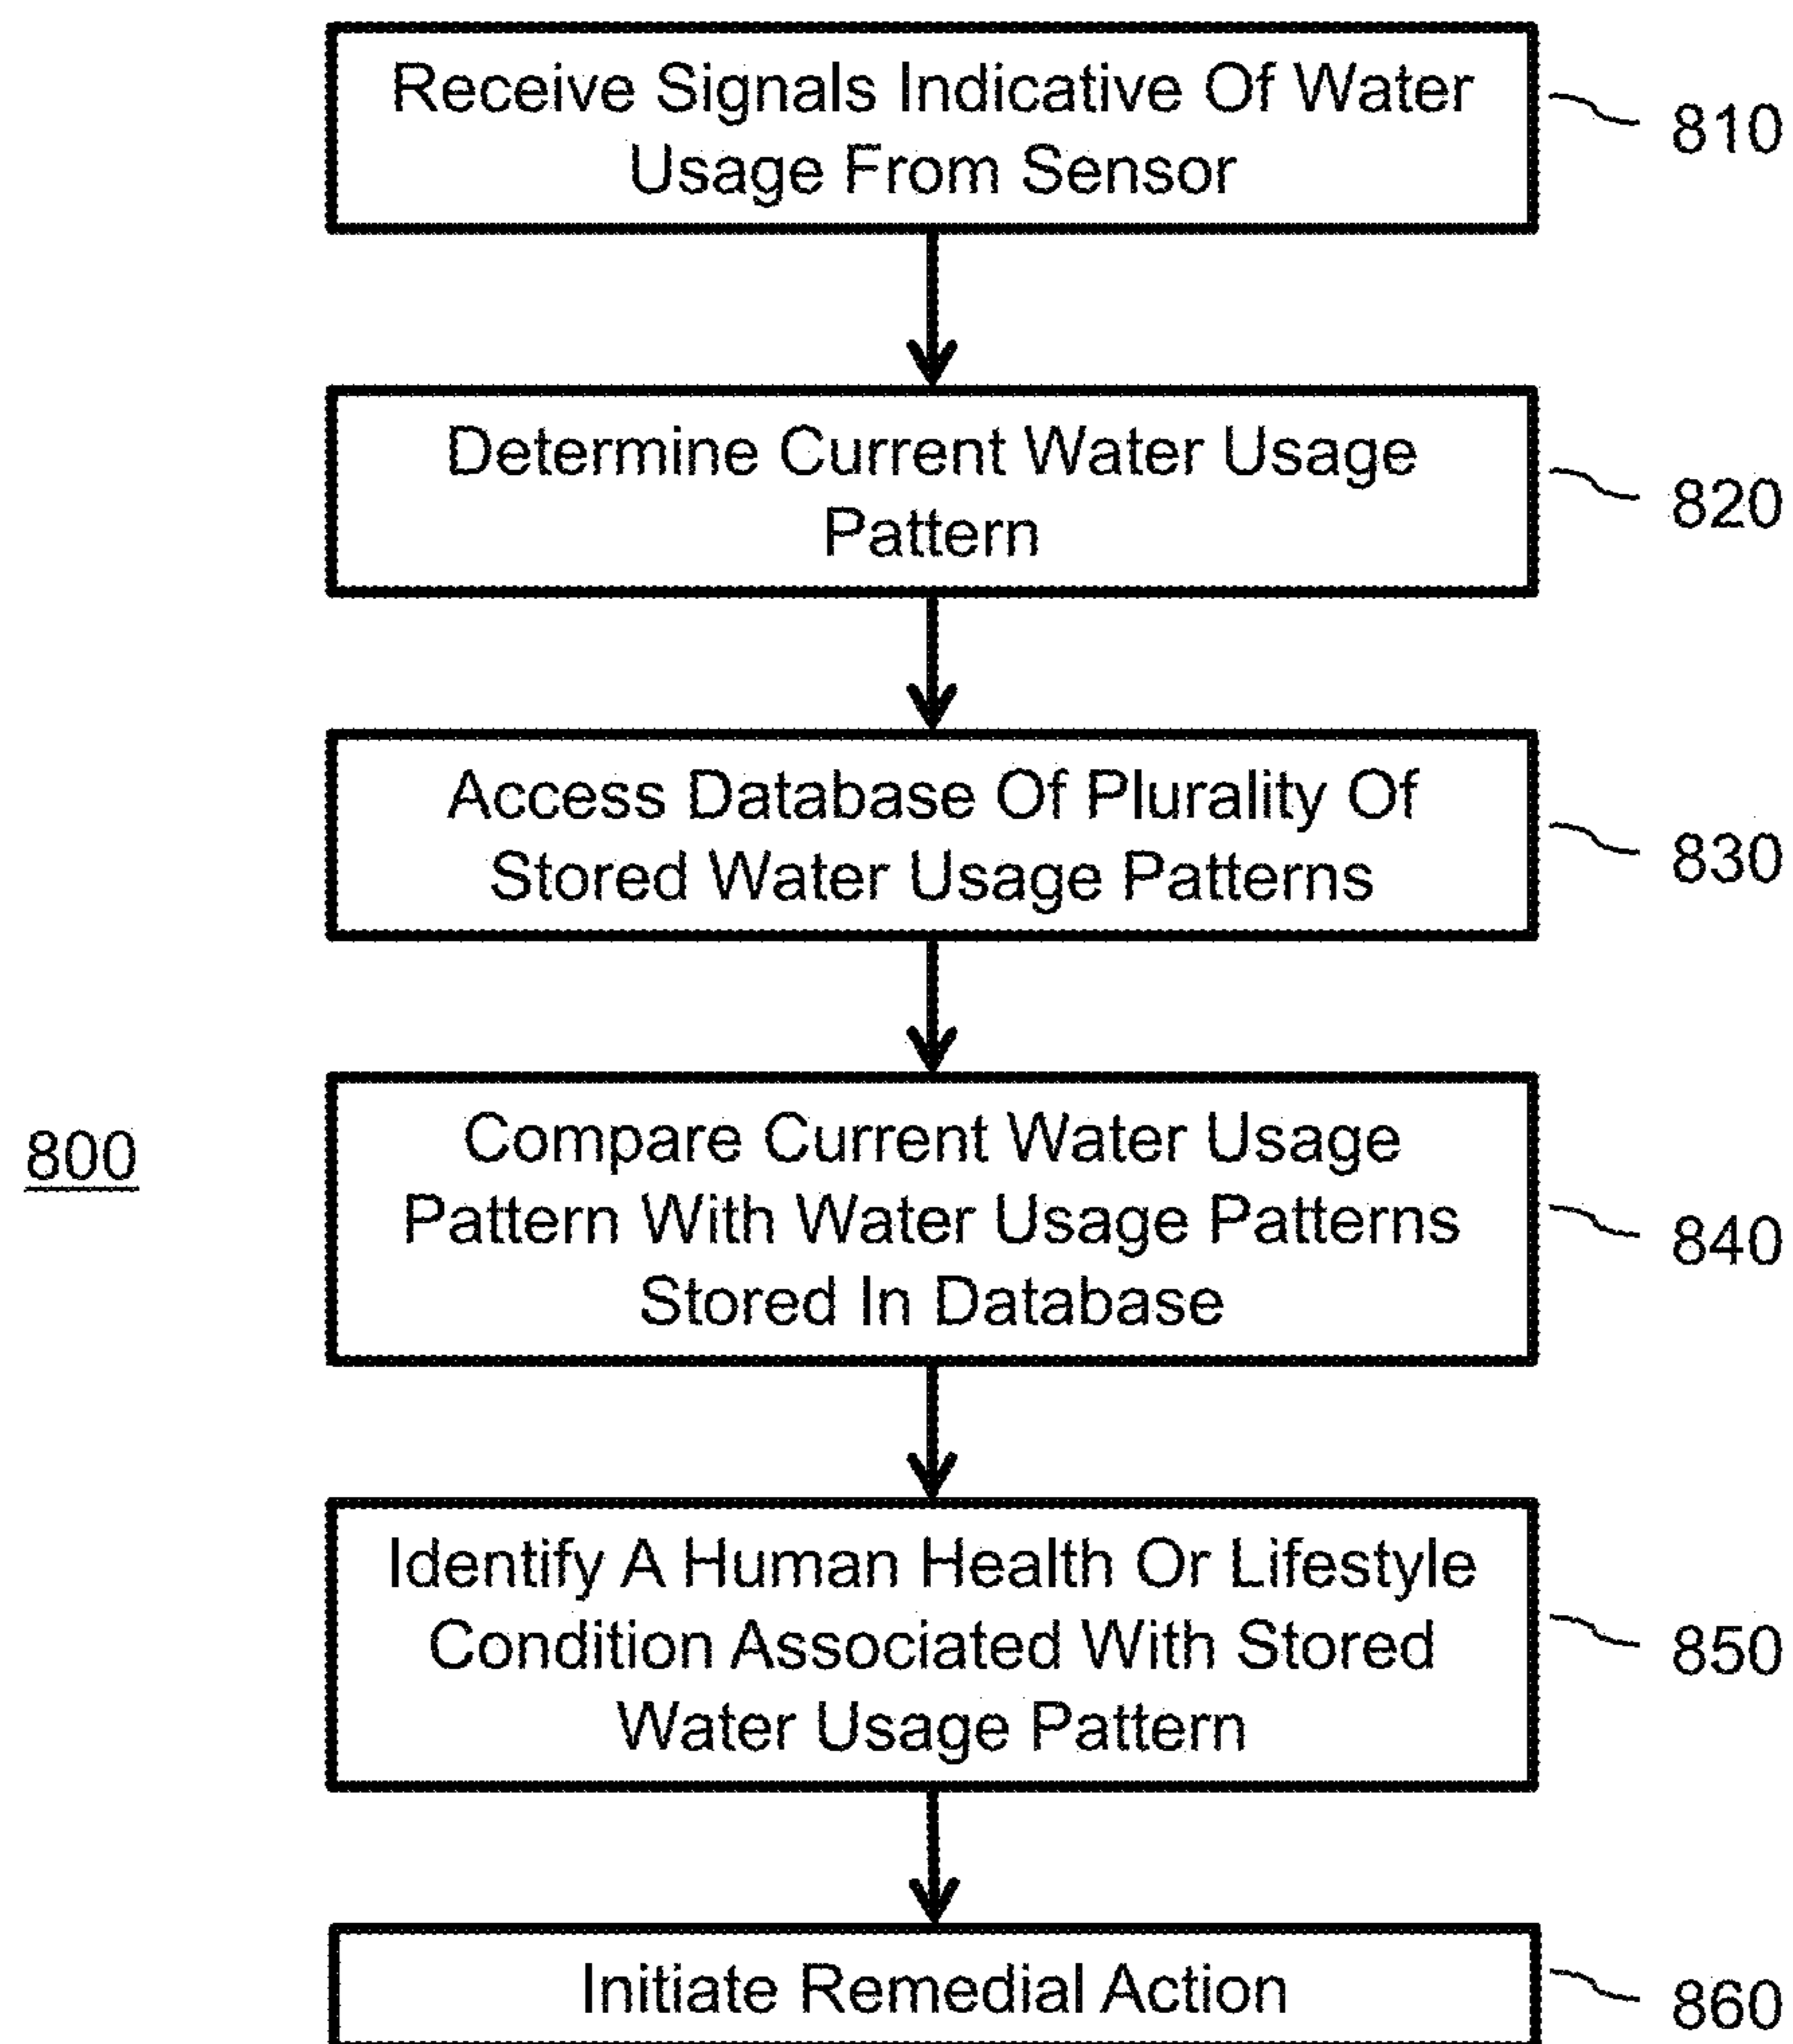 Receive Signals Indicative Of Water
Usage From Sensor
810
Determine Current Water Usage
Pattern
820
Access Database Of Plurality Of
Stored Water Usage Patterns
830
800
Compare Current Water Usage
Pattern With Water Usage Patterns
Stored In Database
840
Identify A Human Health Or Lifestyle
Condition Associated With Stored
Water Usage Pattern
850
Initiate Remedial Action
860